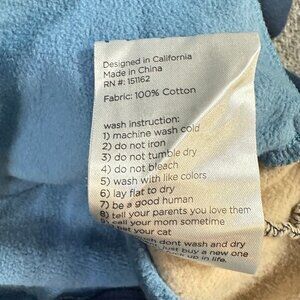 Designed in California
Made in China
RN #: 151162
Fabric: 100% Cotton
wash instruction:
1) machine wash cold
2) do not iron
3) do not tumble dry
4) do not bleach
5) wash with like colors
6) lay flat to dry
7) be a good human
8) tell your parents you love them
9) call your mom sometime
pet your cat
dont wash and dry
just buy a new one
up in life.